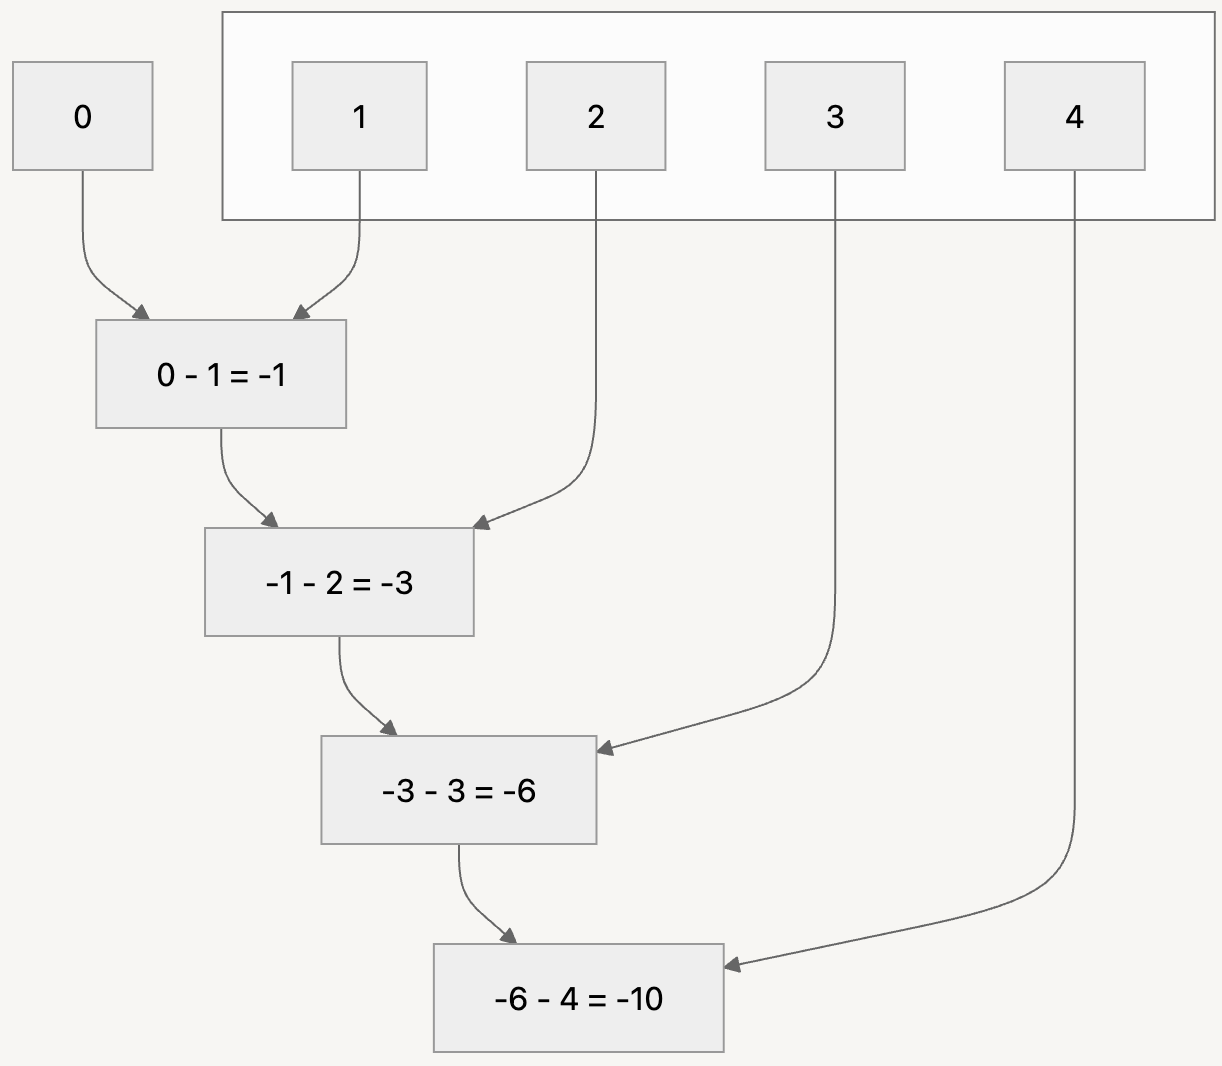 0
1
2
3
4
0 - 1 = -1
-1 - 2 = -3
-3 - 3 = -6
-6 - 4 = -10